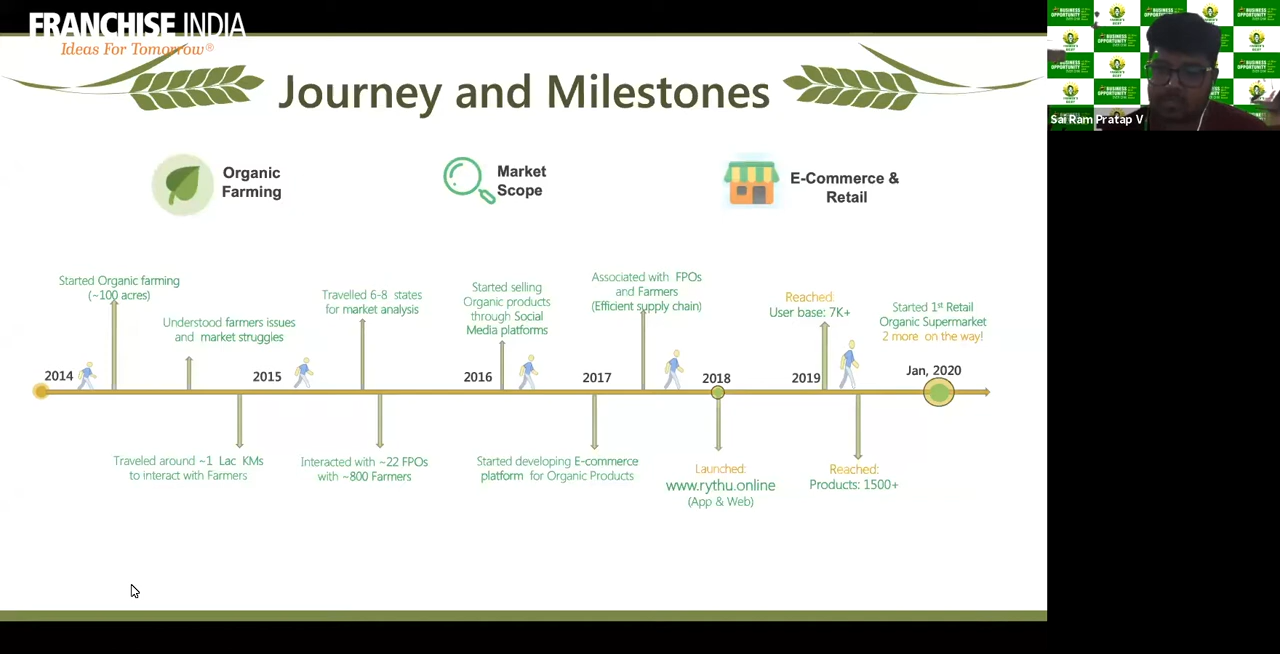 FRANCHISE INDIA
Ideas For Tomorrow®
Journey and Milestones
Sai Ram Pratap V
BUSINESS
OPPORTUNITY
Organic
Farming
Market
Scope
E-Commerce &
Retail
Started Organic farming
(~100 acres)
Understood farmers issues
and market struggles
Travelled 6-8 states
for market analysis
Started selling
Organic products
through Social
Media platforms
Associated with FPOs
and Farmers
(Efficient supply chain)
Reached:
User base: 7K+
Started 1st Retail
Organic Supermarket
2 more on the way!
2014
2015
2016
2017
2018
2019
Jan, 2020
Traveled around ~1 Lac KMs
to interact with Farmers
Interacted with ~22 FPOs
with ~800 Farmers
Started developing E-commerce
platform for Organic Products
Launched:
www.rythu.online
(App & Web)
Reached:
Products: 1500+